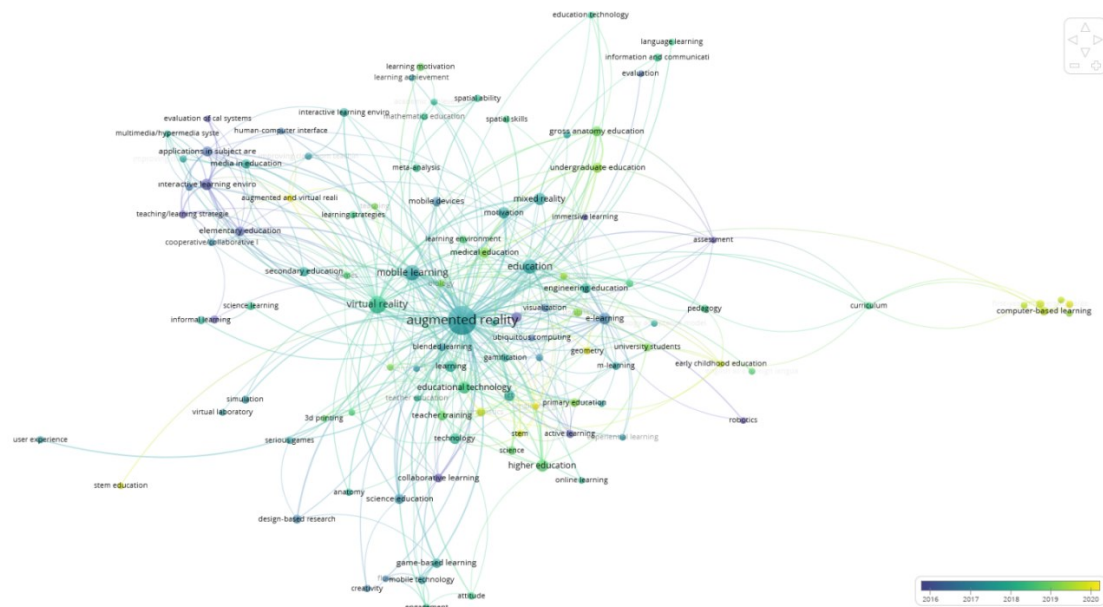 education technology
language learning
information and communicati
evaluation
learning motivation
learning achievement
spatial ability
mathematics education
spatial skills
interactive learning enviro
evaluation of cal systems
multimedia/hypermedia syste
human-computer interface
gross anatomy education
applications in subject are
media in education
meta-analysis
undergraduate education
interactive learning enviro
augmented and virtual reali
mobile devices
mixed reality
teaching/learning strategie
learning strategies
motivation
immersive learning
elementary education
cooperative/collaborative l
learning environment
medical education
assessment
secondary education
mobile learning
education
engineering education
science learning
virtual reality
visualization
pedagogy
curriculum
computer-based learning
informal learning
augmented reality
e-learning
ubiquitous computing
blended learning
gamification
geometry
university students
learning
m-learning
early childhood education
educational technology
simulation
virtual laboratory
teacher education
primary education
3d printing
teacher training
robotics
user experience
serious games
technology
stem
active learning
experiential learning
science
higher education
stem education
collaborative learning
online learning
anatomy
science education
design-based research
game-based learning
mobile technology
creativity
attitude
engagement
2016 2017 2018 2019 2020